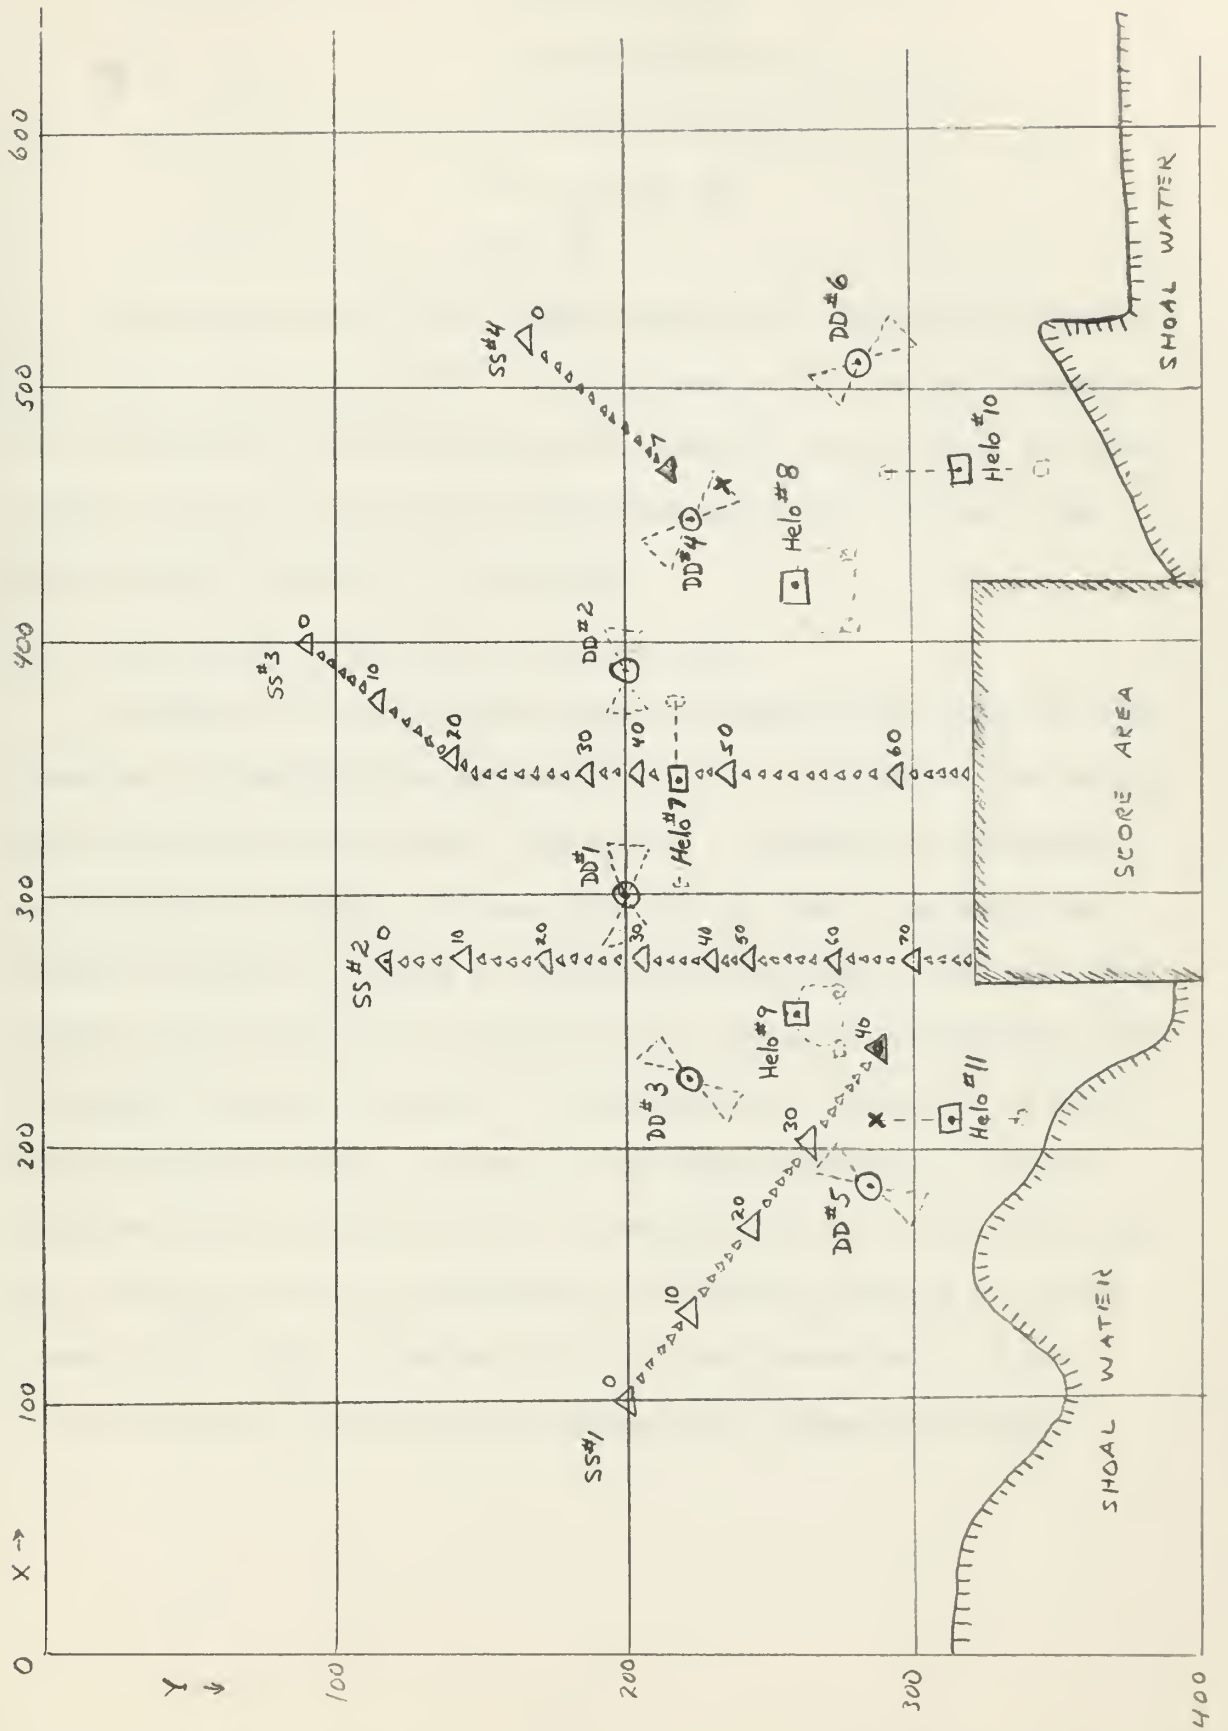 0 X → 100 200 300 400 500 600
Y ↓
100
200
300
400
SS#1
0
10
20
30
40
SS#2
0
10
20
30
40
50
60
70
SS#3
0
10
20
30
40
50
60
SS#4
0
7
DD#1
DD#2
DD#3
DD#4
DD#5
DD#6
Helo#7
Helo#8
Helo#9
Helo#10
Helo#11
x
x
SHOAL WATER
SCORE AREA
SHOAL WATER